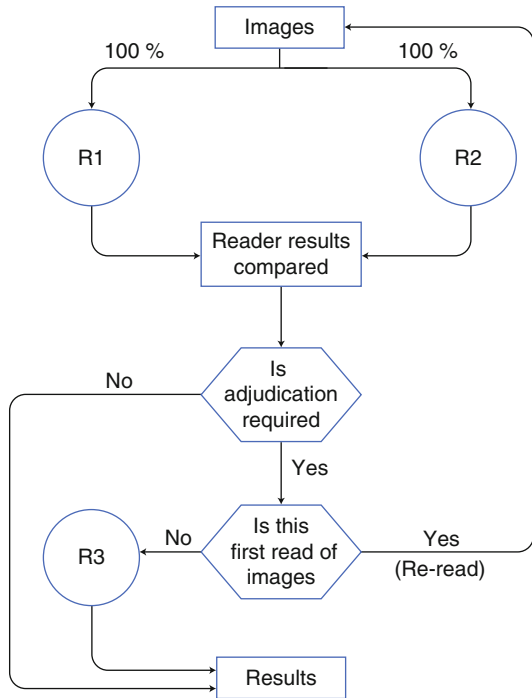 Images
100 %
100 %
R1
R2
Reader results
compared
Is
adjudication
required
No
Yes
Is this
first read of
images
No
Yes
(Re-read)
R3
Results